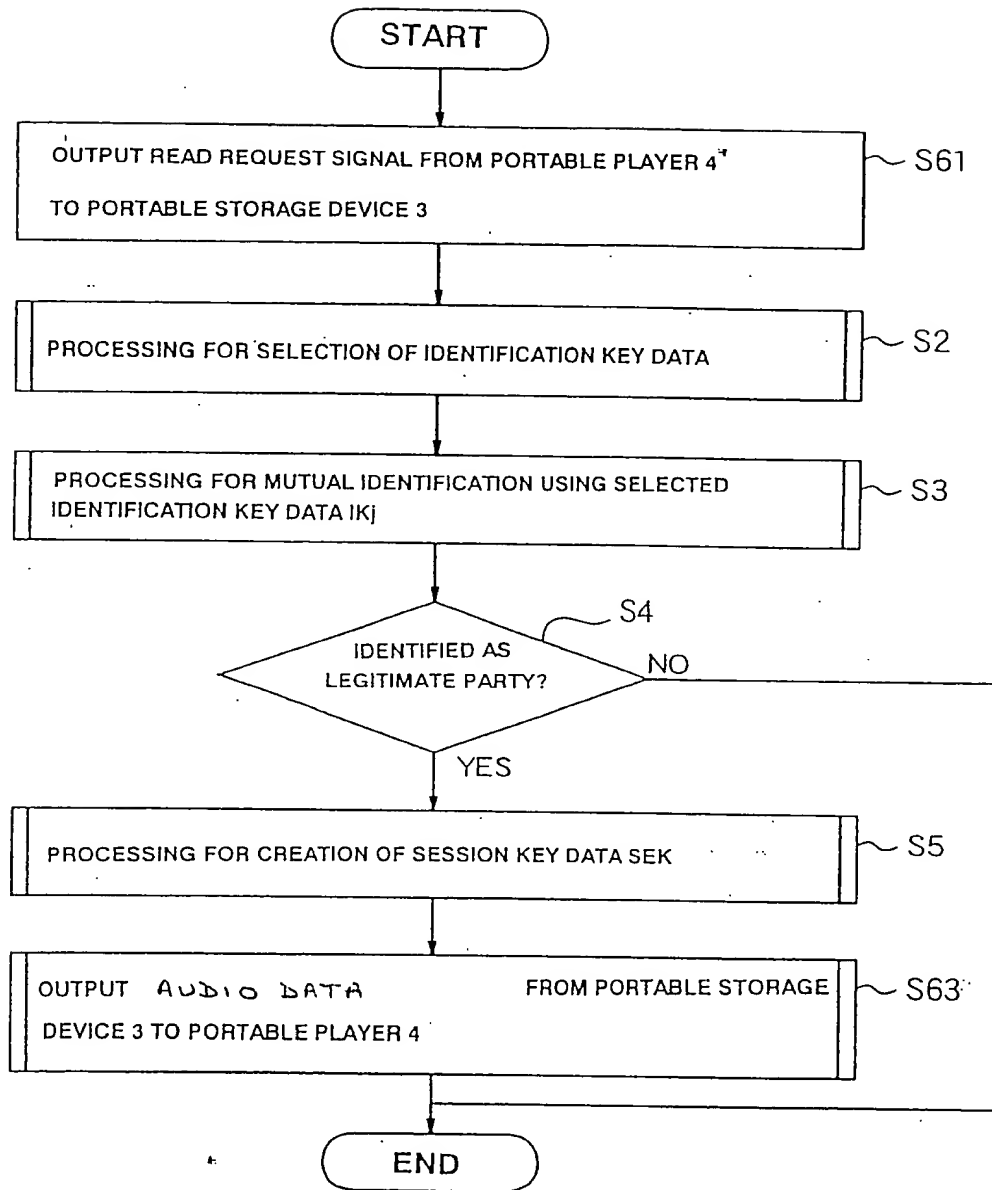 START
OUTPUT READ REQUEST SIGNAL FROM PORTABLE PLAYER 4
TO PORTABLE STORAGE DEVICE 3
S61
PROCESSING FOR SELECTION OF IDENTIFICATION KEY DATA
S2
PROCESSING FOR MUTUAL IDENTIFICATION USING SELECTED
IDENTIFICATION KEY DATA IKj
S3
S4
IDENTIFIED AS
LEGITIMATE PARTY?
NO
YES
PROCESSING FOR CREATION OF SESSION KEY DATA SEK
S5
OUTPUT AUDIO DATA FROM PORTABLE STORAGE
DEVICE 3 TO PORTABLE PLAYER 4
S63
END